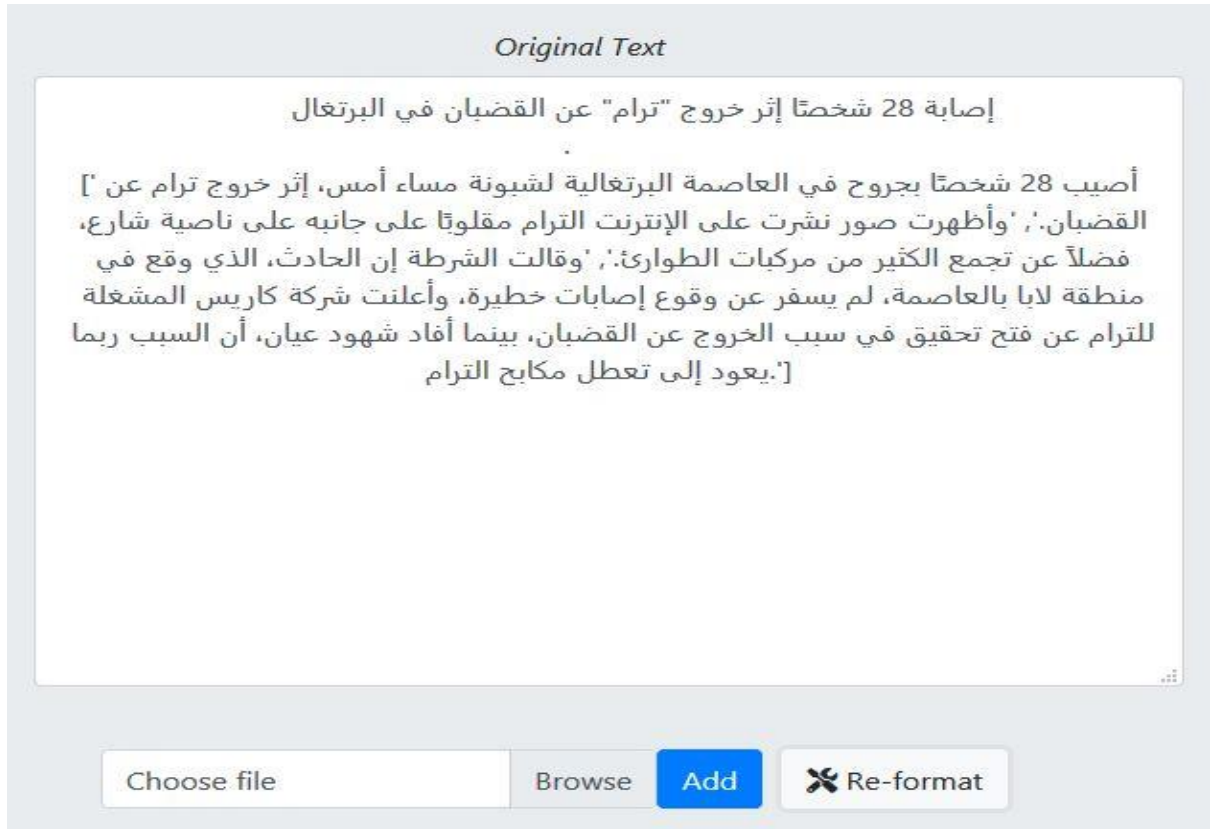 Original Text
إصابة 28 شخصًا إثر خروج "ترام" عن القضبان في البرتغال
.
[' أصيب 28 شخصًا بجروح في العاصمة البرتغالية لشبونة مساء أمس، إثر خروج ترام عن
القضبان.', 'وأظهرت صور نشرت على الإنترنت الترام مقلوبًا على جانبه على ناصية شارع،
فضلاً عن تجمع الكثير من مركبات الطوارئ.', 'وقالت الشرطة إن الحادث، الذي وقع في
منطقة لابا بالعاصمة، لم يسفر عن وقوع إصابات خطيرة، وأعلنت شركة كاريس المشغلة
للترام عن فتح تحقيق في سبب الخروج عن القضبان، بينما أفاد شهود عيان، أن السبب ربما
يعود إلى تعطل مكابح الترام.']
Choose file Browse Add Re-format